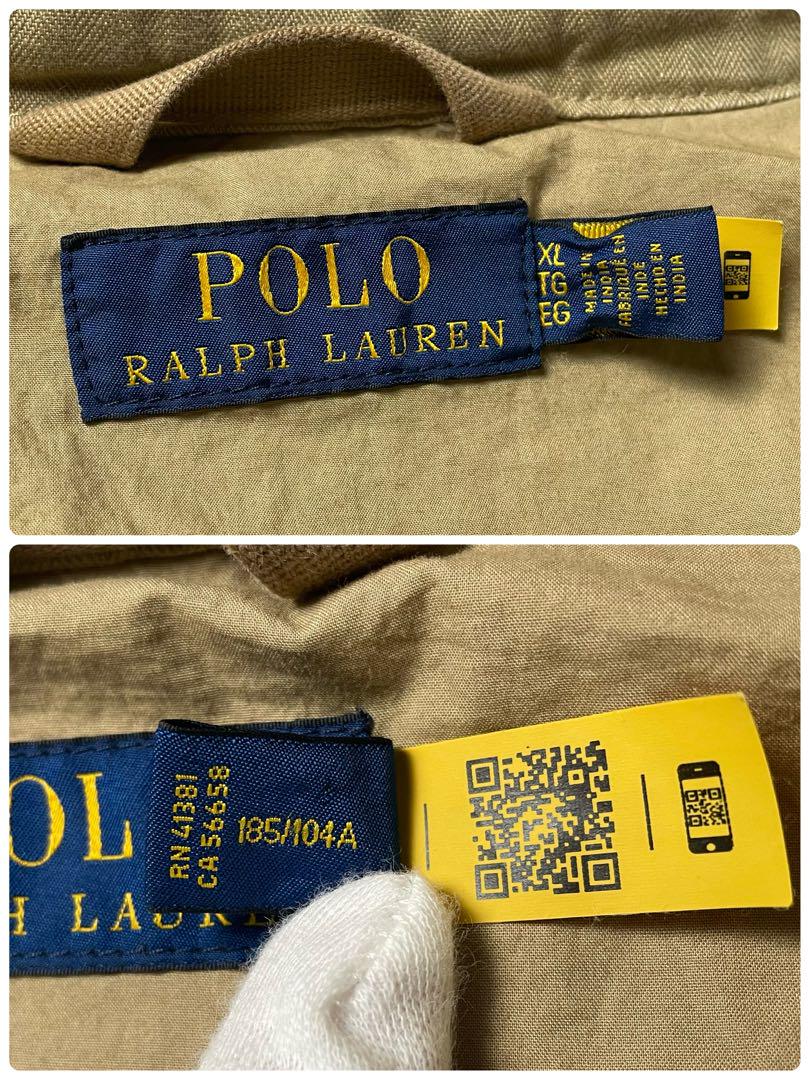 POLO
RALPH LAUREN
XL
TG
EG
MADE IN
INDIA
FABRIQUÉ EN
INDE
HECHO EN
INDIA
OL
H LAUR
RN 41381
CA 56658
185/104A